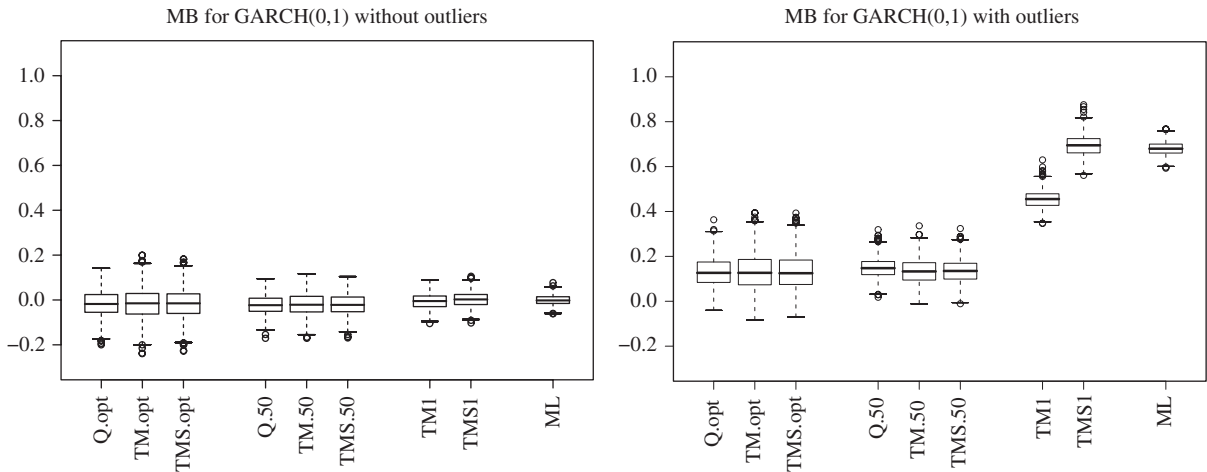 MB for GARCH(0,1) without outliers
1.0
0.8
0.6
0.4
0.2
0.0
−0.2
Q.opt
TM.opt
TMS.opt
Q.50
TM.50
TMS.50
TM1
TMS1
ML
MB for GARCH(0,1) with outliers
1.0
0.8
0.6
0.4
0.2
0.0
−0.2
Q.opt
TM.opt
TMS.opt
Q.50
TM.50
TMS.50
TM1
TMS1
ML